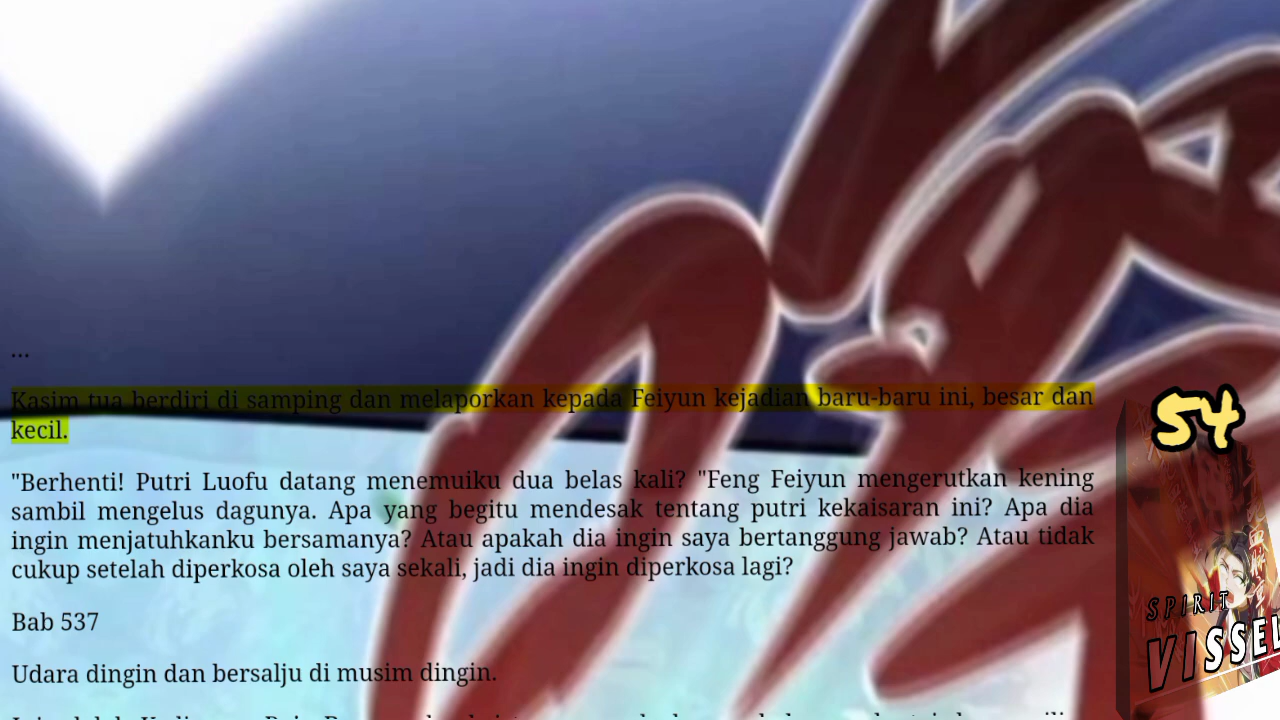 ...
Kasim tua berdiri di samping dan melaporkan kepada Feiyun kejadian baru-baru ini, besar dan
kecil.
"Berhenti! Putri Luofu datang menemuiku dua belas kali? "Feng Feiyun mengerutkan kening
sambil mengelus dagunya. Apa yang begitu mendesak tentang putri kekaisaran ini? Apa dia
ingin menjatuhkanku bersamanya? Atau apakah dia ingin saya bertanggung jawab? Atau tidak
cukup setelah diperkosa oleh saya sekali, jadi dia ingin diperkosa lagi?
Bab 537
Udara dingin dan bersalju di musim dingin.
54
SPIRIT
VISSEL